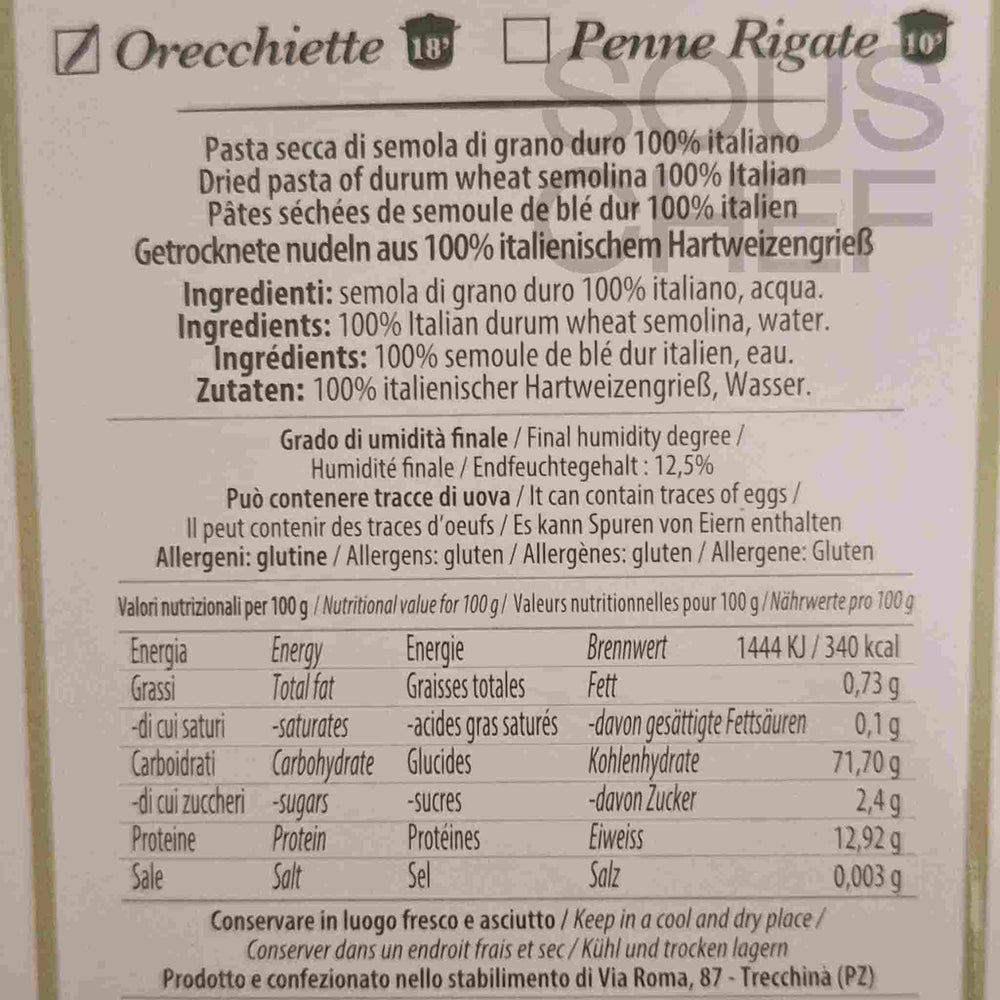 Orecchiette 18' Penne Rigate 10'
SOUS
CHEF
Pasta secca di semola di grano duro 100% italiano
Dried pasta of durum wheat semolina 100% Italian
Pâtes séchées de semoule de blé dur 100% italien
Getrocknete nudeln aus 100% italienischem Hartweizengrieß
Ingredienti: semola di grano duro 100% italiano, acqua.
Ingredients: 100% Italian durum wheat semolina, water.
Ingrédients: 100% semoule de blé dur italien, eau.
Zutaten: 100% italienischer Hartweizengrieß, Wasser.
Grado di umidità finale / Final humidity degree /
Humidité finale / Endfeuchtegehalt : 12,5%
Può contenere tracce di uova / It can contain traces of eggs /
Il peut contenir des traces d'oeufs / Es kann Spuren von Eiern enthalten
Allergeni: glutine / Allergens: gluten / Allergènes: gluten / Allergene: Gluten
Valori nutrizionali per 100 g / Nutritional value for 100 g / Valeurs nutritionnelles pour 100 g / Nährwerte pro 100 g
Energia Energy Energie Brennwert 1444 KJ / 340 kcal
Grassi Total fat Graisses totales Fett 0,73 g
-di cui saturi -saturates -acides gras saturés -davon gesättigte Fettsäuren 0,1 g
Carboidrati Carbohydrate Glucides Kohlenhydrate 71,70 g
-di cui zuccheri -sugars -sucres -davon Zucker 2,4 g
Proteine Protein Protéines Eiweiss 12,92 g
Sale Salt Sel Salz 0,003 g
Conservare in luogo fresco e asciutto / Keep in a cool and dry place /
Conserver dans un endroit frais et sec / Kühl und trocken lagern
Prodotto e confezionato nello stabilimento di Via Roma, 87 - Trecchina (PZ)